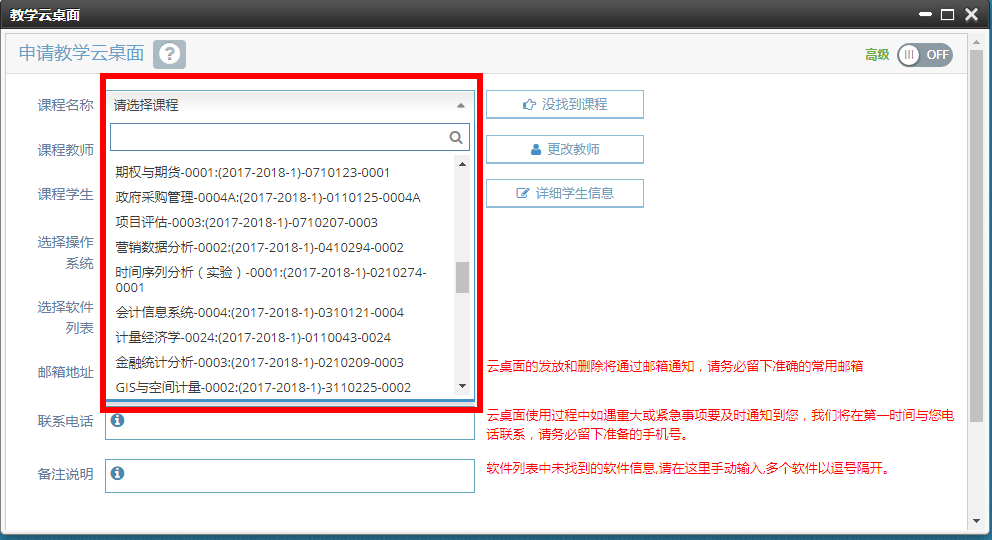 教学云桌面
申请教学云桌面 ?
高级 OFF
课程名称 请选择课程 没找到课程
课程教师 更改教师
课程学生 详细学生信息
期权与期货-0001:(2017-2018-1)-0710123-0001
政府采购管理-0004A:(2017-2018-1)-0110125-0004A
项目评估-0003:(2017-2018-1)-0710207-0003
营销数据分析-0002:(2017-2018-1)-0410294-0002
时间序列分析（实验）-0001:(2017-2018-1)-0210274-
0001
会计信息系统-0004:(2017-2018-1)-0310121-0004
计量经济学-0024:(2017-2018-1)-0110043-0024
金融统计分析-0003:(2017-2018-1)-0210209-0003
GIS与空间计量-0002:(2017-2018-1)-3110225-0002
选择操作
系统
选择软件
列表
邮箱地址
云桌面的发放和删除将通过邮箱通知，请务必留下准确的常用邮箱
联系电话
云桌面使用过程中如遇重大或紧急事项要及时通知到您，我们将在第一时间与您电
话联系，请务必留下准备的手机号。
备注说明
软件列表中未找到的软件信息,请在这里手动输入,多个软件以逗号隔开。